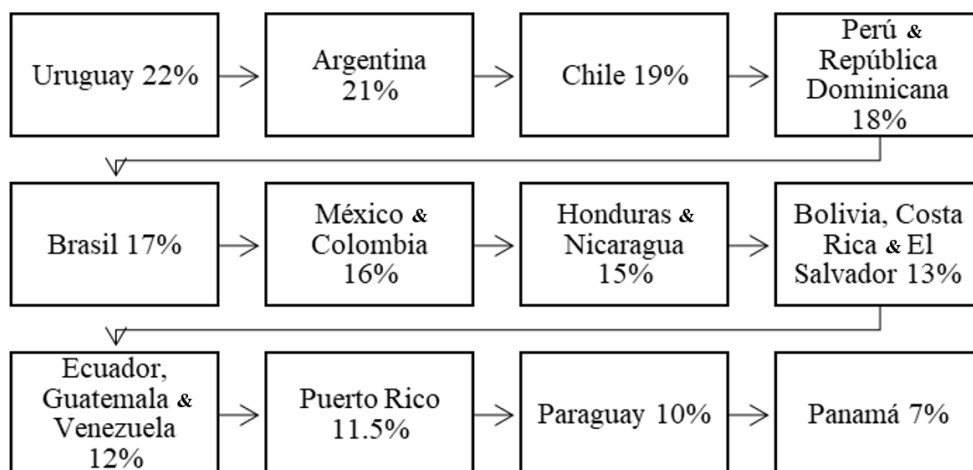 Uruguay 22%
Argentina
21%
Chile 19%
Perú &
República
Dominicana
18%
Brasil 17%
México &
Colombia
16%
Honduras &
Nicaragua
15%
Bolivia, Costa
Rica & El
Salvador 13%
Ecuador,
Guatemala &
Venezuela
12%
Puerto Rico
11.5%
Paraguay 10%
Panamá 7%